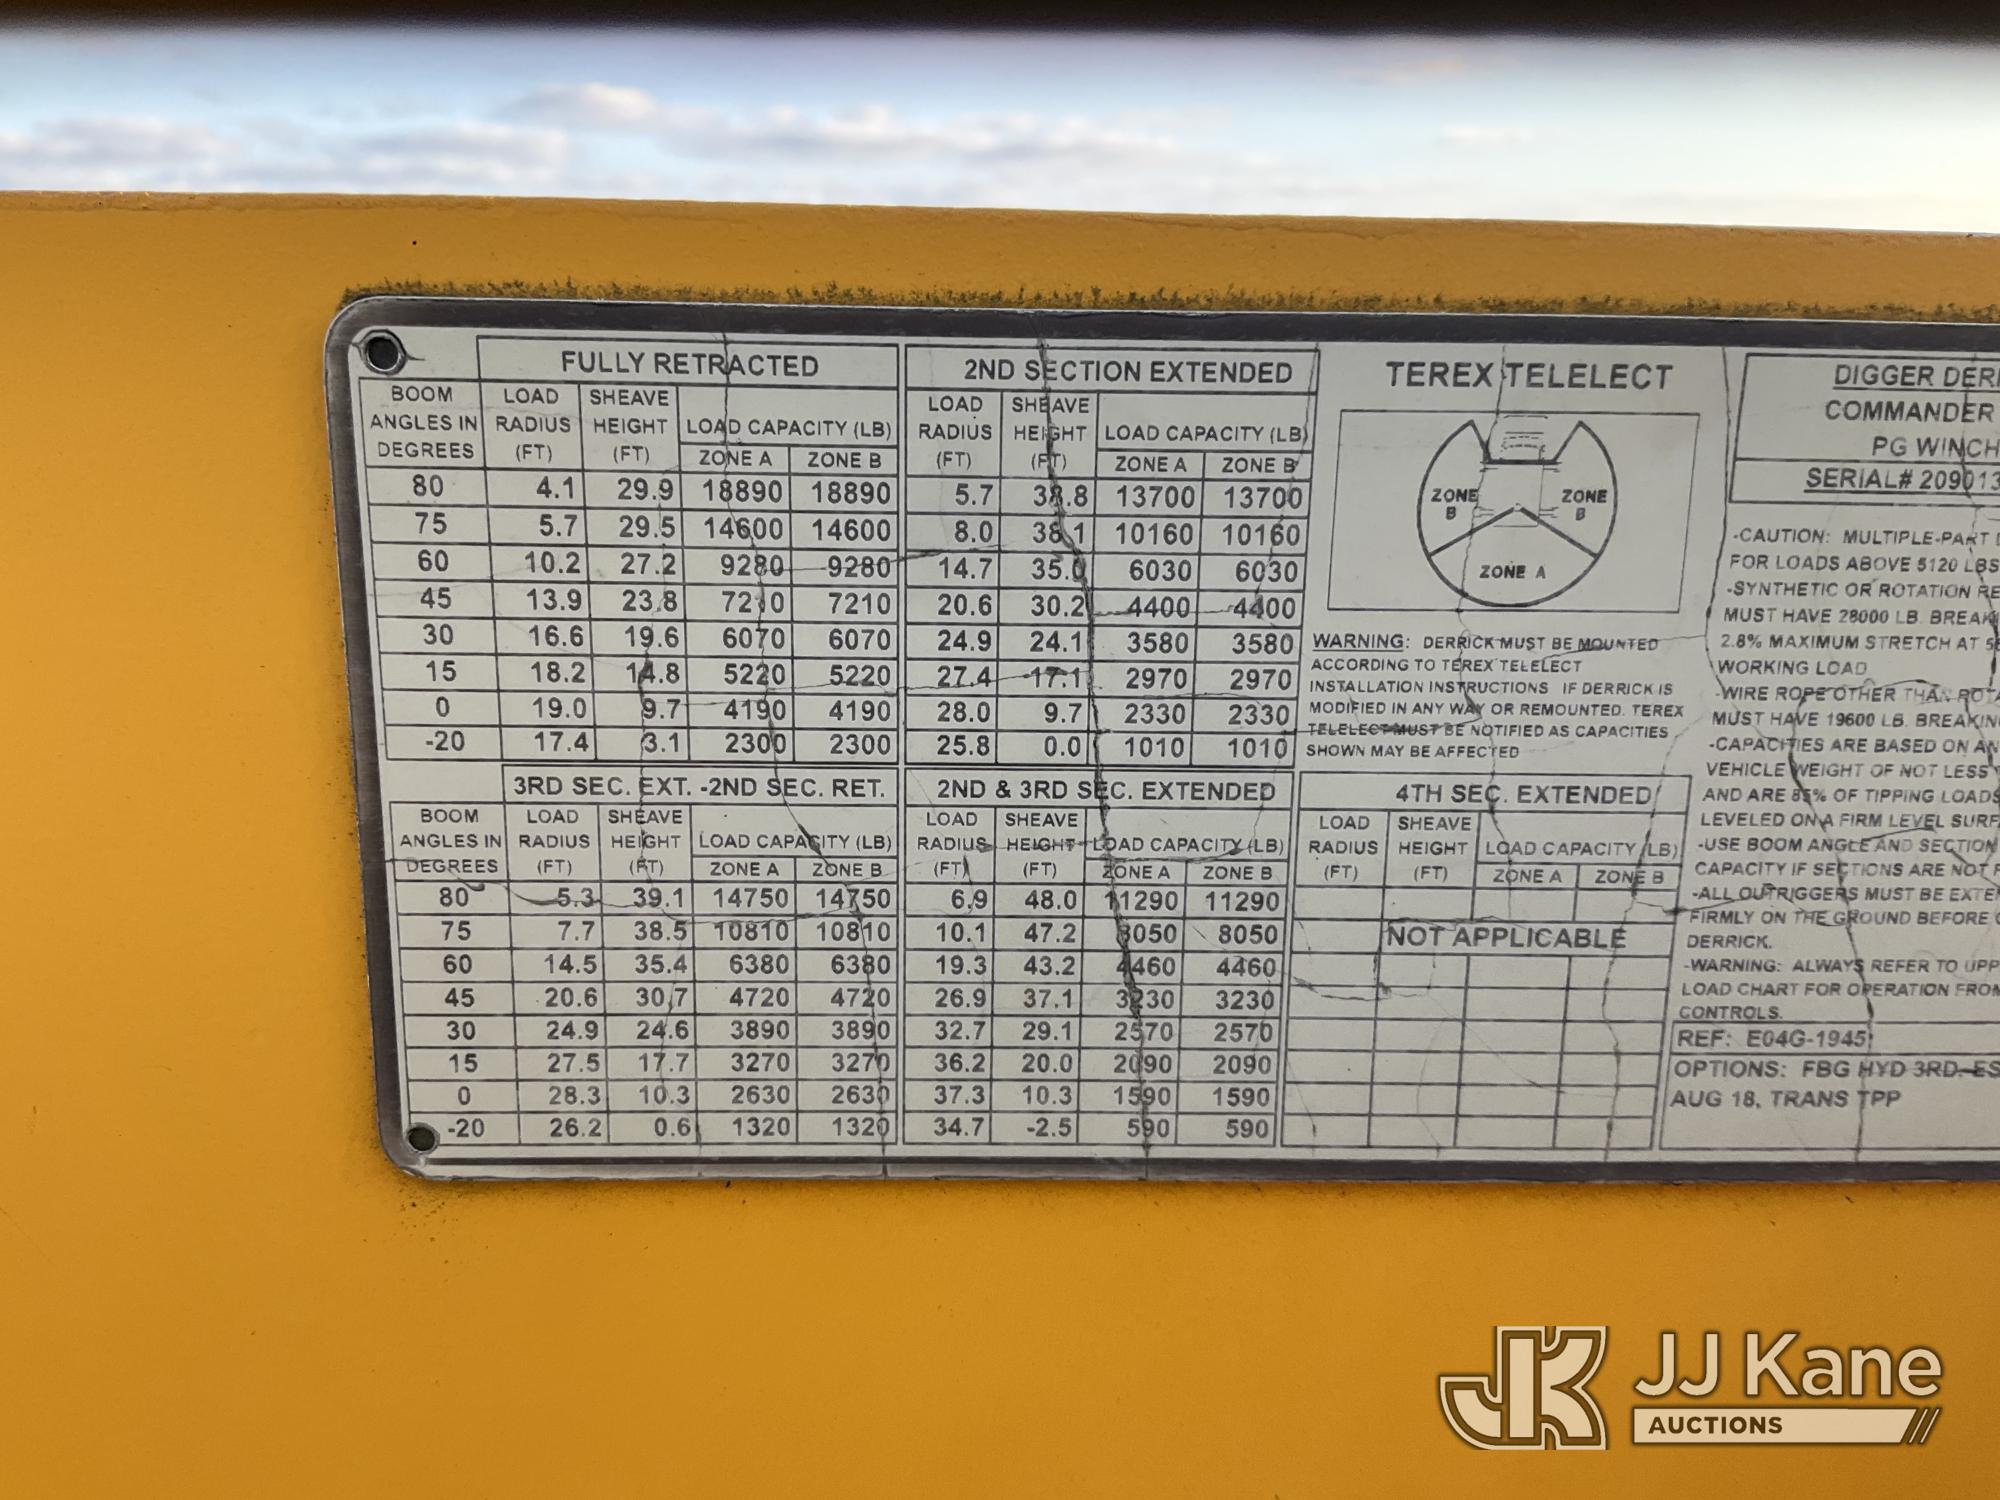 FULLY RETRACTED
BOOM ANGLES IN DEGREES | LOAD RADIUS (FT) | SHEAVE HEIGHT (FT) | LOAD CAPACITY (LB) ZONE A | ZONE B
80 4.1 29.9 18890 18890
75 5.7 29.5 14600 14600
60 10.2 27.2 9280 9280
45 13.9 23.8 7210 7210
30 16.6 19.6 6070 6070
15 18.2 14.8 5220 5220
0 19.0 9.7 4190 4190
-20 17.4 3.1 2300 2300
2ND SECTION EXTENDED
LOAD RADIUS (FT) | SHEAVE HEIGHT (FT) | LOAD CAPACITY (LB) ZONE A | ZONE B
5.7 38.8 13700 13700
8.0 38.1 10160 10160
14.7 35.0 6030 6030
20.6 30.2 4400 4400
24.9 24.1 3580 3580
27.4 17.1 2970 2970
28.0 9.7 2330 2330
25.8 0.0 1010 1010
3RD SEC. EXT. -2ND SEC. RET.
BOOM ANGLES IN DEGREES | LOAD RADIUS (FT) | SHEAVE HEIGHT (FT) | LOAD CAPACITY (LB) ZONE A | ZONE B
80 5.3 39.1 14750 14750
75 7.7 38.5 10810 10810
60 14.5 35.4 6380 6380
45 20.6 30.7 4720 4720
30 24.9 24.6 3890 3890
15 27.5 17.7 3270 3270
0 28.3 10.3 2630 2630
-20 26.2 0.6 1320 1320
2ND & 3RD SEC. EXTENDED
LOAD RADIUS (FT) | SHEAVE HEIGHT (FT) | LOAD CAPACITY (LB) ZONE A | ZONE B
6.9 48.0 11290 11290
10.1 47.2 8050 8050
19.3 43.2 4460 4460
26.9 37.1 3230 3230
32.7 29.1 2570 2570
36.2 20.0 2090 2090
37.3 10.3 1590 1590
34.7 -2.5 590 590
TEREX TELELECT
ZONE B
ZONE B
ZONE A
WARNING: DERRICK MUST BE MOUNTED
ACCORDING TO TEREX TELELECT
INSTALLATION INSTRUCTIONS IF DERRICK IS
MODIFIED IN ANY WAY OR REMOUNTED. TEREX
TELELECT MUST BE NOTIFIED AS CAPACITIES
SHOWN MAY BE AFFECTED
4TH SEC. EXTENDED
LOAD RADIUS (FT) | SHEAVE HEIGHT (FT) | LOAD CAPACITY (LB) ZONE A | ZONE B
NOT APPLICABLE
DIGGER
COMMANDER
PG WINCH
SERIAL# 209013
-CAUTION: MULTIPLE-PART
FOR LOADS ABOVE 5120 LBS
-SYNTHETIC OR ROTATION
MUST HAVE 28000 LB.
2.8% MAXIMUM STRETCH AT
WORKING LOAD
-WIRE ROPE OTHER THAN
MUST HAVE 19600 LB.
-CAPACITIES ARE BASED ON AN
VEHICLE WEIGHT OF NOT LESS
AND ARE 85% OF TIPPING LOADS
LEVELED ON A FIRM LEVEL
-USE BOOM ANGLE AND SECTION
CAPACITY IF SECTIONS ARE NOT
-ALL OUTRIGGERS MUST BE
FIRMLY ON THE GROUND BEFORE
DERRICK.
-WARNING: ALWAYS REFER TO
LOAD CHART FOR OPERATION FROM
CONTROLS.
REF: E04G-1945
OPTIONS: FBG HYD 3RD.
AUG 18, TRANS TPP
JK JJ Kane
AUCTIONS